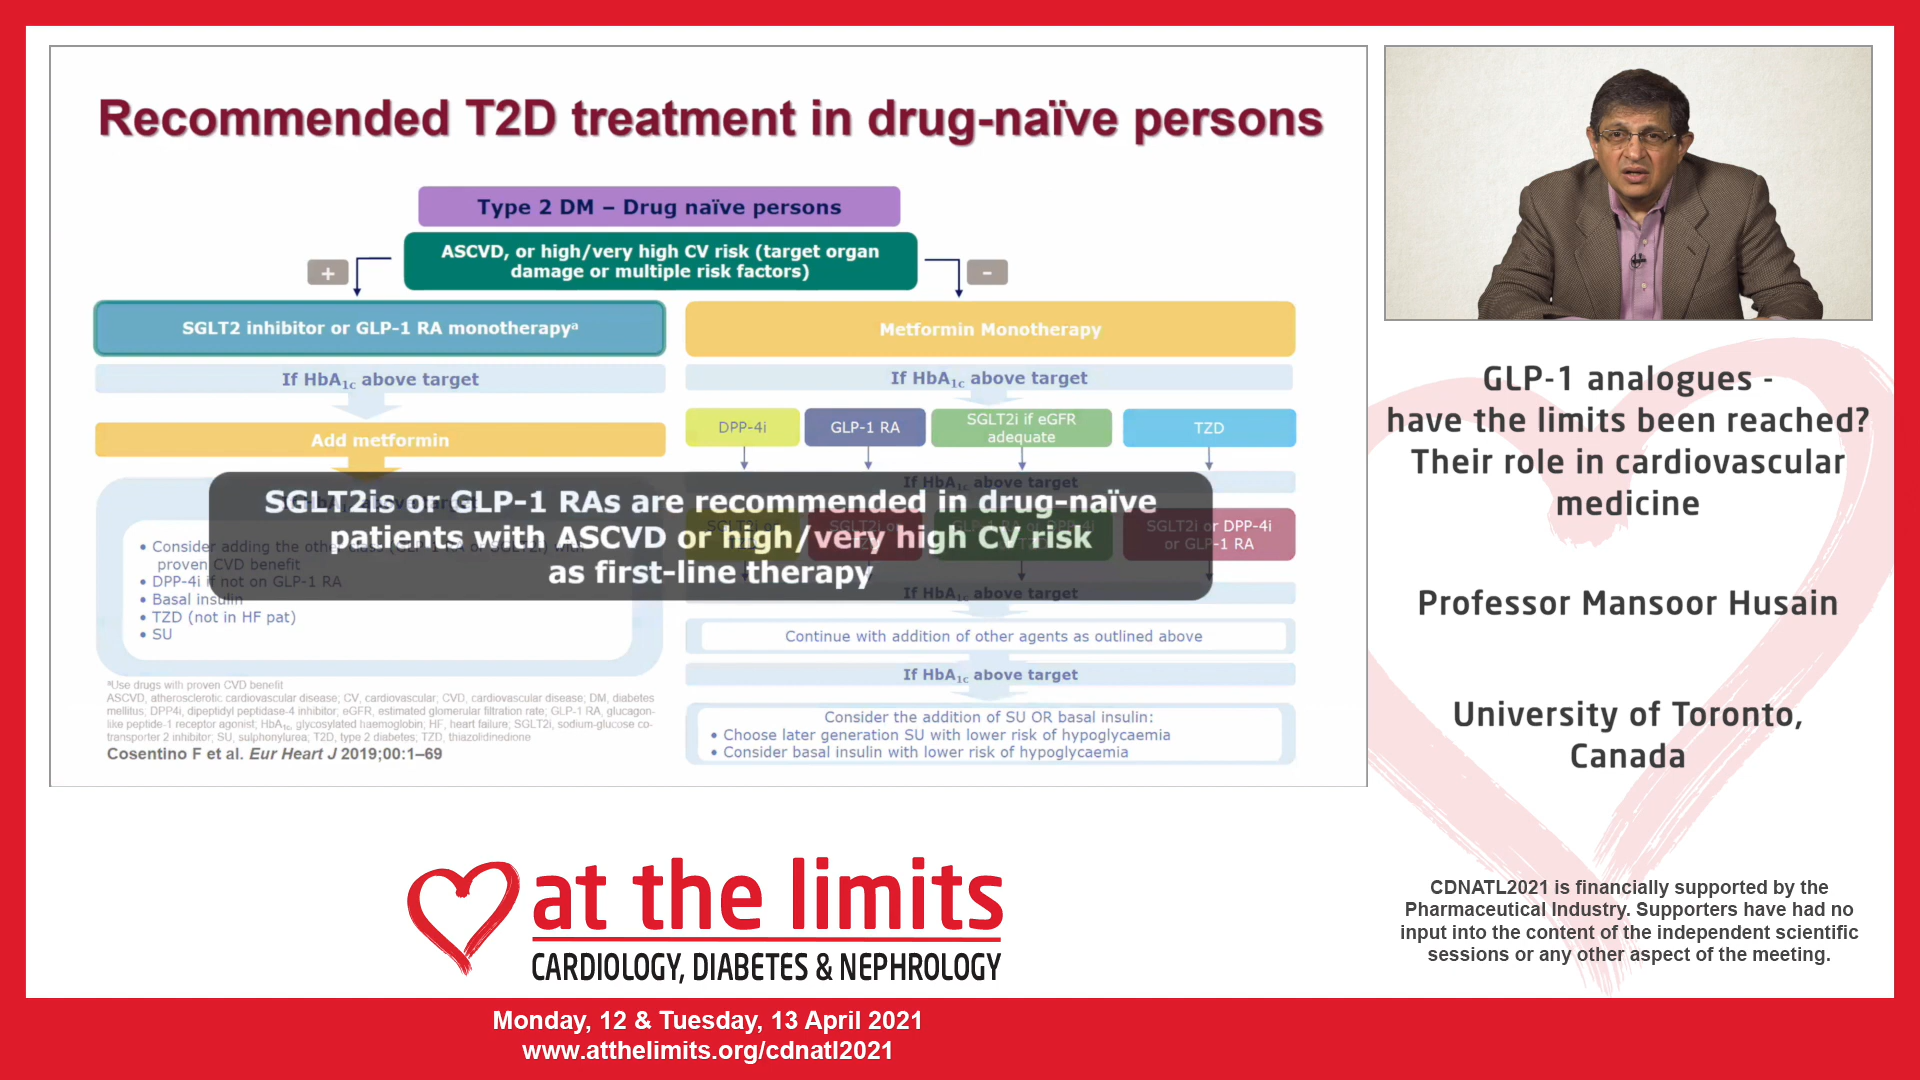 Recommended T2D treatment in drug-naïve persons
Type 2 DM – Drug naïve persons
ASCVD, or high/very high CV risk (target organ
damage or multiple risk factors)
+
-
SGLT2 inhibitor or GLP-1 RA monotherapyᵃ
Metformin Monotherapy
If HbA1c above target
If HbA1c above target
Add metformin
DPP-4i
GLP-1 RA
SGLT2i if eGFR
adequate
TZD
If HbA1c above target
SGLT2is or GLP-1 RAs are recommended in drug-naïve
patients with ASCVD or high/very high CV risk
as first-line therapy
SGLT2i or DPP-4i
or GLP-1 RA
• Consider adding the other class (GLP-1 RA or SGLT2i) with
proven CVD benefit
• DPP-4i if not on GLP-1 RA
• Basal insulin
• TZD (not in HF pat)
• SU
If HbA1c above target
Continue with addition of other agents as outlined above
If HbA1c above target
Consider the addition of SU OR basal insulin:
• Choose later generation SU with lower risk of hypoglycaemia
• Consider basal insulin with lower risk of hypoglycaemia
ᵃUse drugs with proven CVD benefit
ASCVD, atherosclerotic cardiovascular disease; CV, cardiovascular; CVD, cardiovascular disease; DM, diabetes
mellitus; DPP4i, dipeptidyl peptidase-4 inhibitor; eGFR, estimated glomerular filtration rate; GLP-1 RA, glucagon-
like peptide-1 receptor agonist; HbA1c, glycosylated haemoglobin; HF, heart failure; SGLT2i, sodium-glucose co-
transporter 2 inhibitor; SU, sulphonylurea; T2D, type 2 diabetes; TZD, thiazolidinedione
Cosentino F et al. Eur Heart J 2019;00:1–69
GLP-1 analogues -
have the limits been reached?
Their role in cardiovascular
medicine
Professor Mansoor Husain
University of Toronto,
Canada
CDNATL2021 is financially supported by the
Pharmaceutical Industry. Supporters have had no
input into the content of the independent scientific
sessions or any other aspect of the meeting.
at the limits
CARDIOLOGY, DIABETES & NEPHROLOGY
Monday, 12 & Tuesday, 13 April 2021
www.atthelimits.org/cdnatl2021